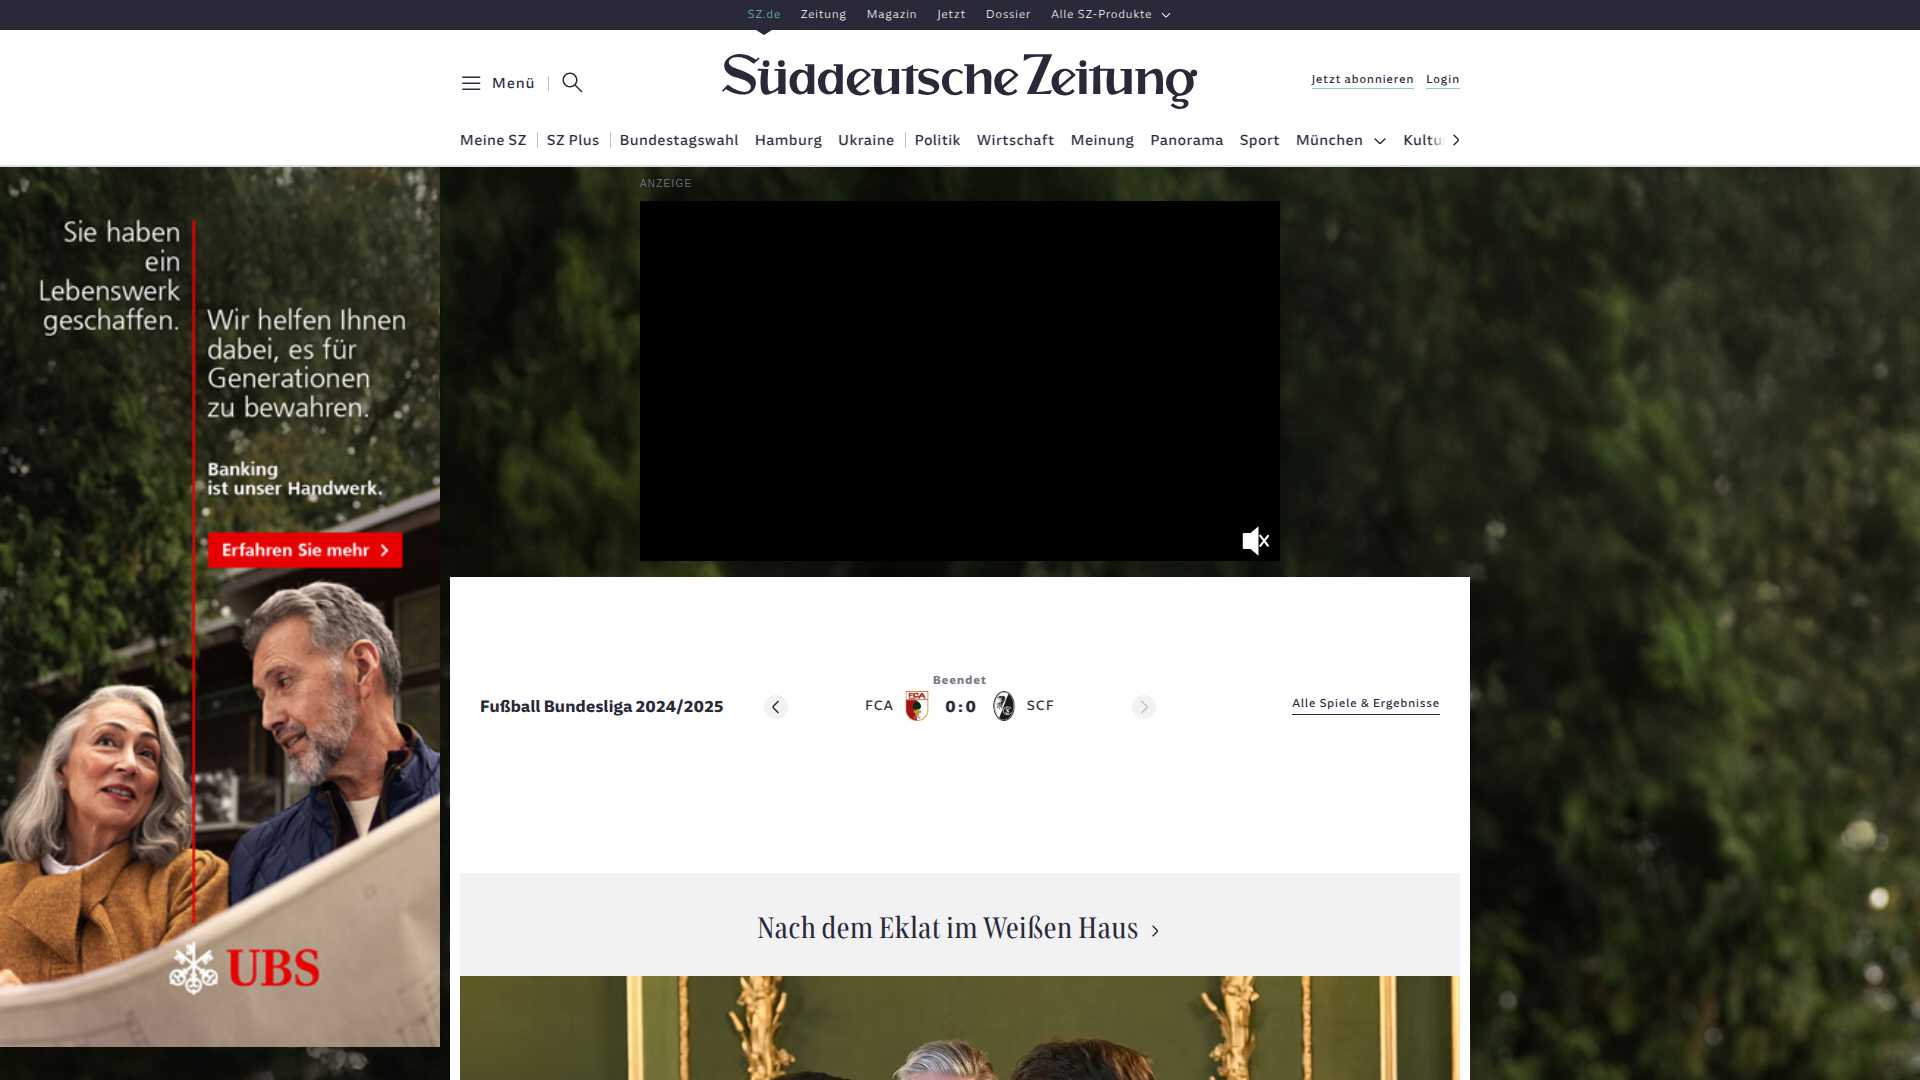 SZ.de Zeitung Magazin Jetzt Dossier Alle SZ-Produkte
Menü
Süddeutsche Zeitung
Jetzt abonnieren Login
Meine SZ SZ Plus Bundestagswahl Hamburg Ukraine Politik Wirtschaft Meinung Panorama Sport München Kultu
ANZEIGE
Sie haben
ein
Lebenswerk
geschaffen.
Wir helfen Ihnen
dabei, es für
Generationen
zu bewahren.
Banking
ist unser Handwerk.
Erfahren Sie mehr
UBS
Beendet
Fußball Bundesliga 2024/2025 FCA FCA 0:0 SCF Alle Spiele & Ergebnisse
Nach dem Eklat im Weißen Haus